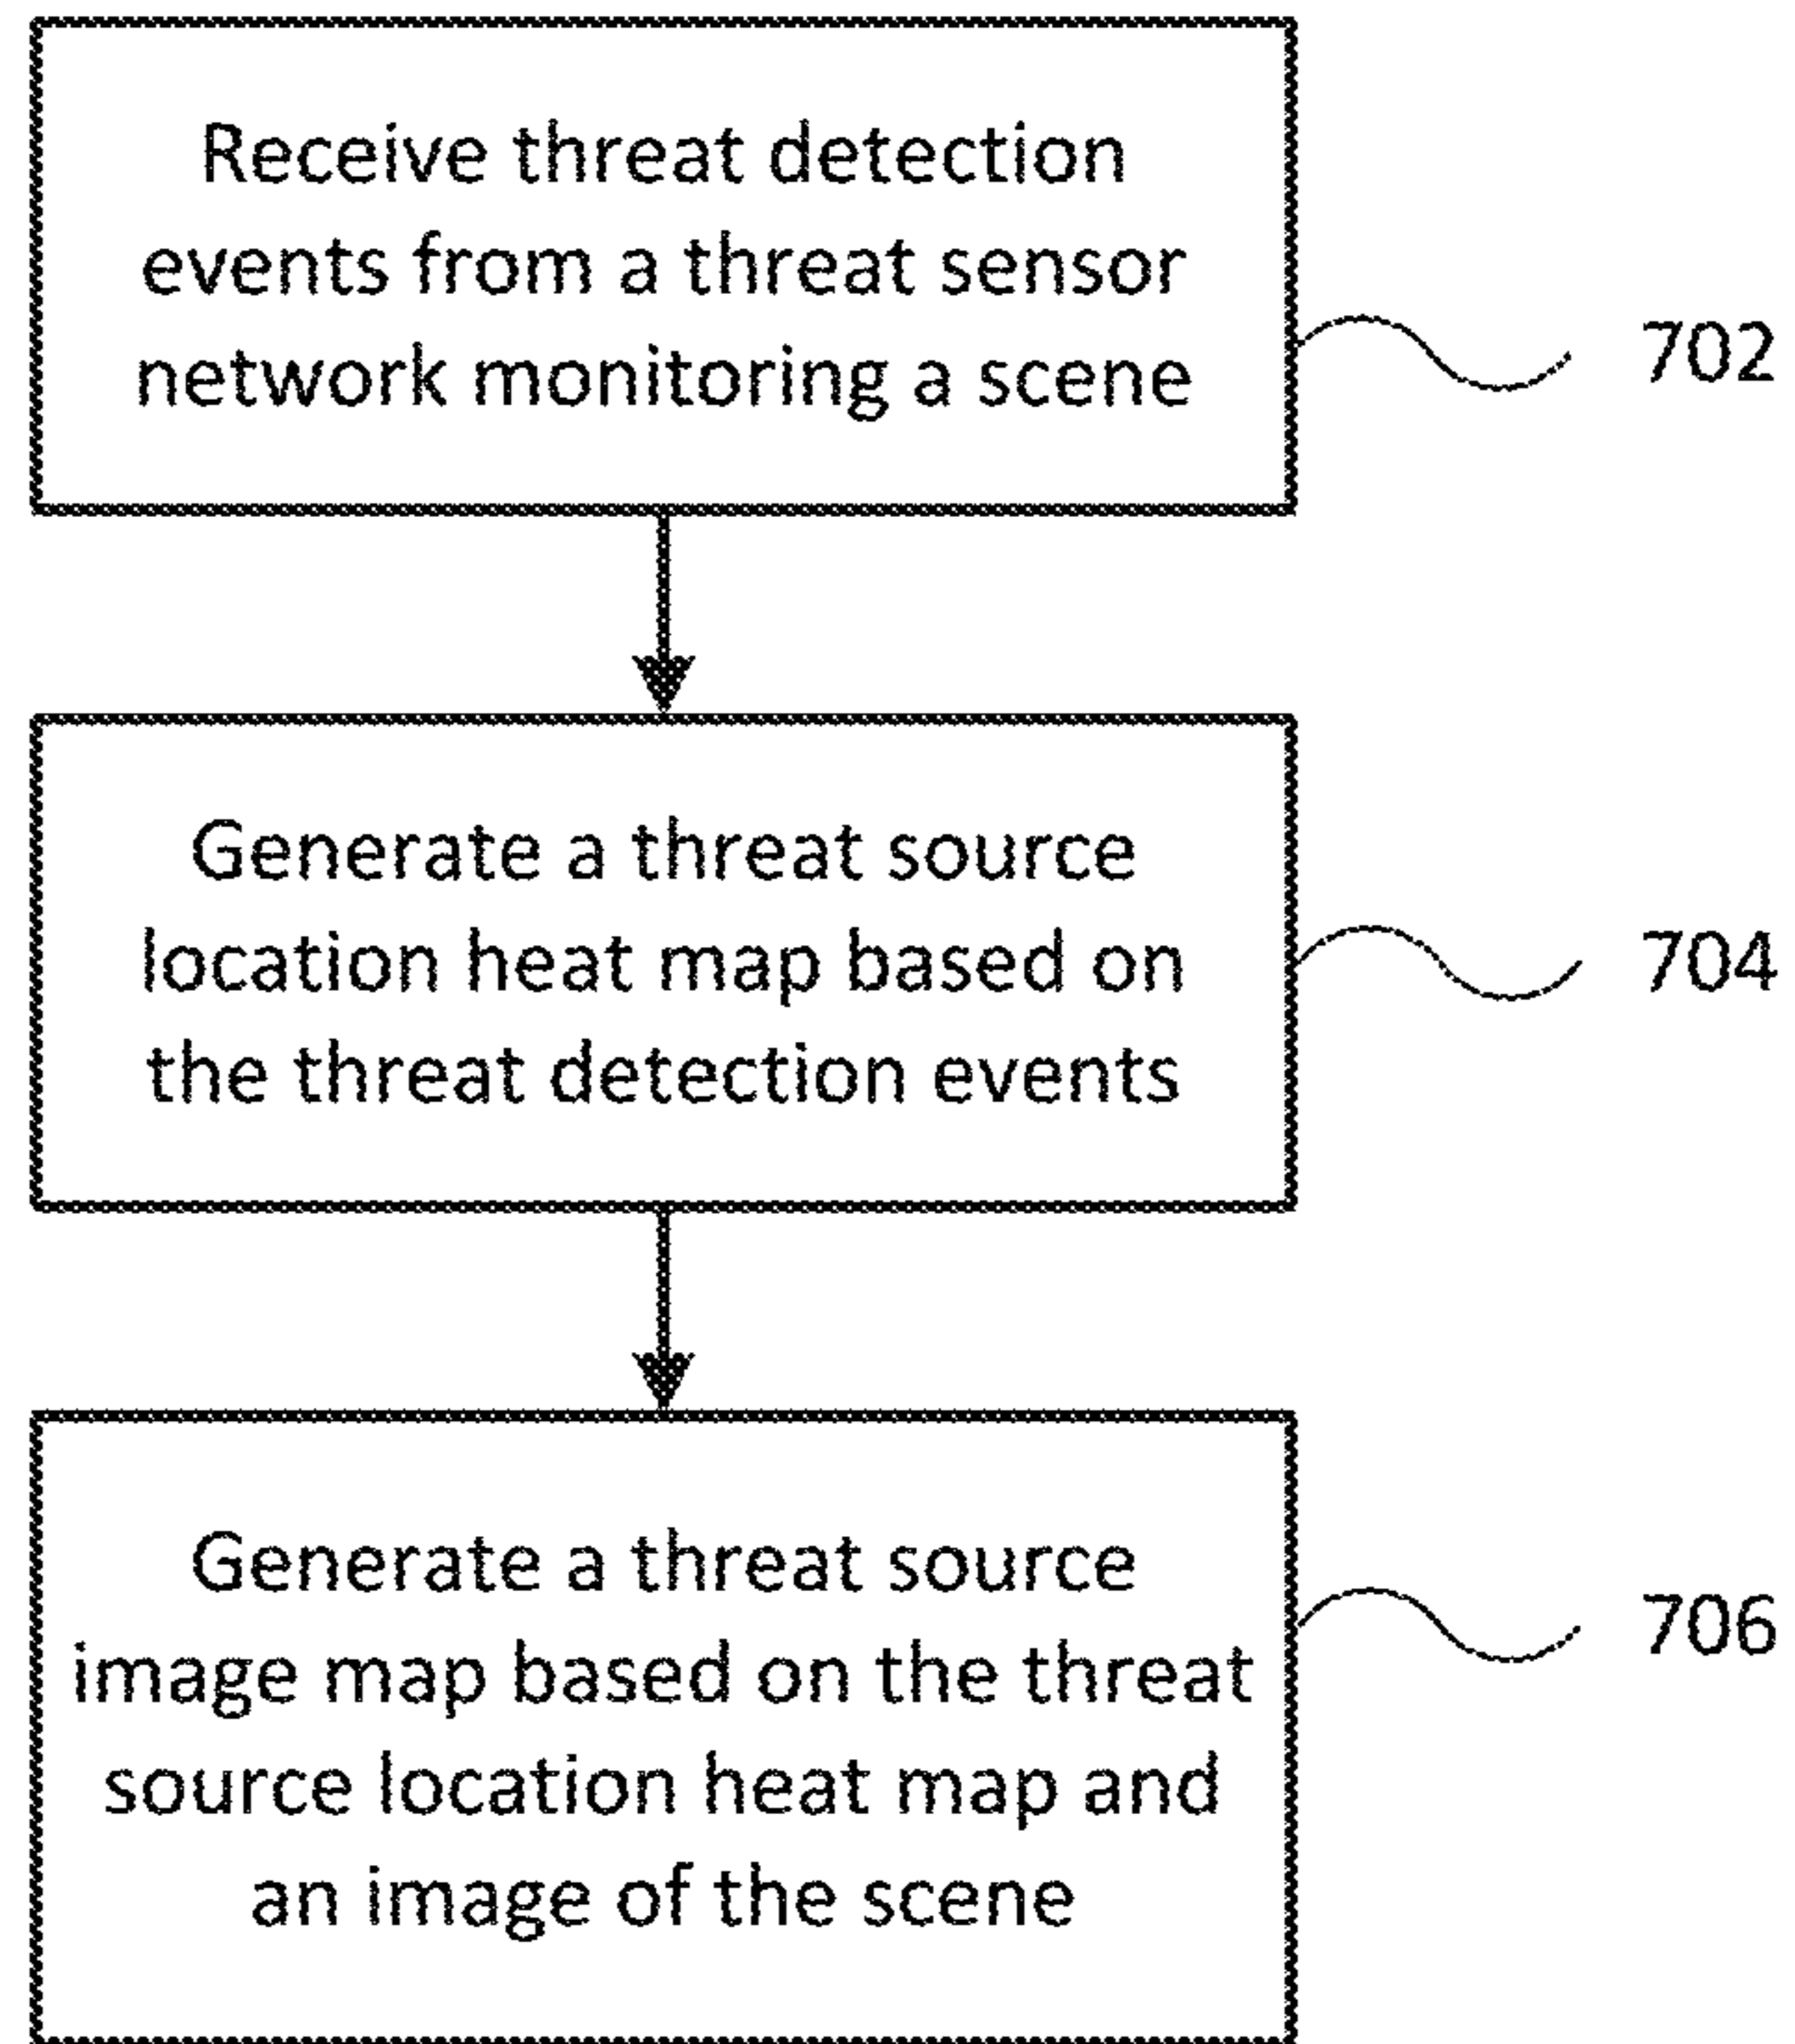 Receive threat detection
events from a threat sensor
network monitoring a scene
702
Generate a threat source
location heat map based on
the threat detection events
704
Generate a threat source
image map based on the threat
source location heat map and
an image of the scene
706